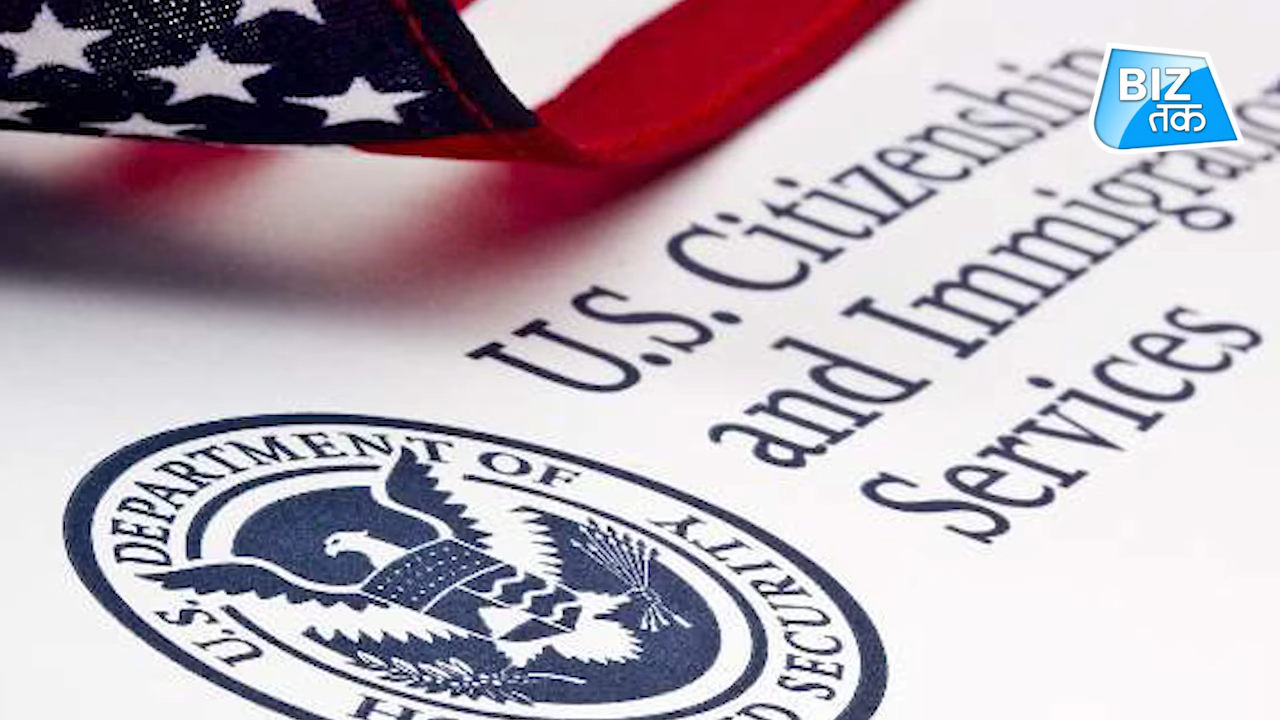 BIZ
तक
U.S. Citizenship
and Immigration
Services
U.S. DEPARTMENT OF
SECURITY